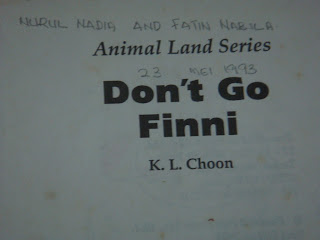 NURUL NADIA AND FATIN NABILA.
Animal Land Series
23 MEI 1993
Don't Go
Finni
K. L. Choon